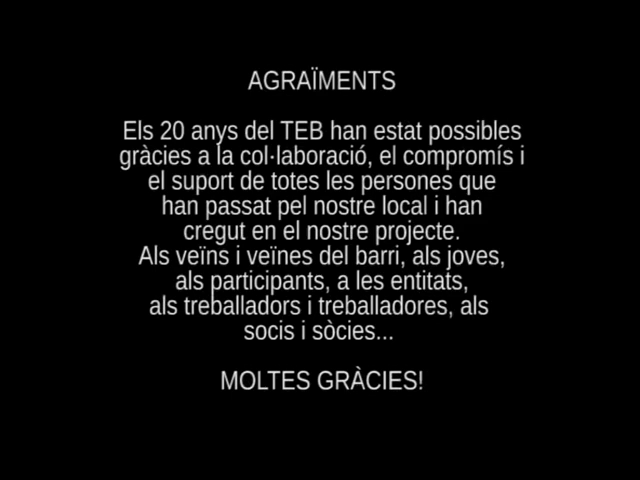 AGRAÏMENTS
Els 20 anys del TEB han estat possibles
gràcies a la col·laboració, el compromís i
el suport de totes les persones que
han passat pel nostre local i han
cregut en el nostre projecte.
Als veïns i veïnes del barri, als joves,
als participants, a les entitats,
als treballadors i treballadores, als
socis i sòcies...
MOLTES GRÀCIES!